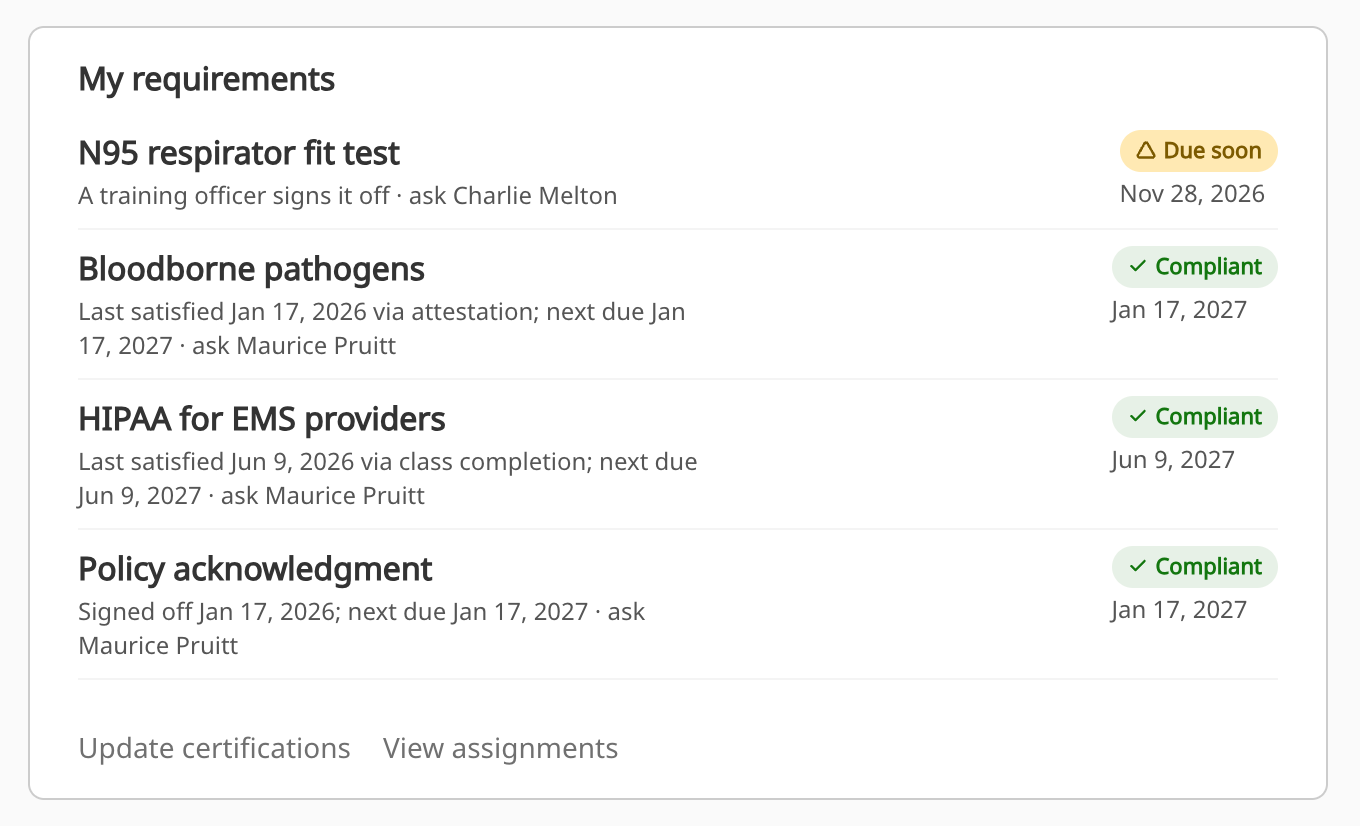 My requirements
N95 respirator fit test
Due soon
A training officer signs it off · ask Charlie Melton
Nov 28, 2026
Bloodborne pathogens
Compliant
Last satisfied Jan 17, 2026 via attestation; next due Jan
17, 2027 · ask Maurice Pruitt
Jan 17, 2027
HIPAA for EMS providers
Compliant
Last satisfied Jun 9, 2026 via class completion; next due
Jun 9, 2027 · ask Maurice Pruitt
Jun 9, 2027
Policy acknowledgment
Compliant
Signed off Jan 17, 2026; next due Jan 17, 2027 · ask
Maurice Pruitt
Jan 17, 2027
Update certifications View assignments